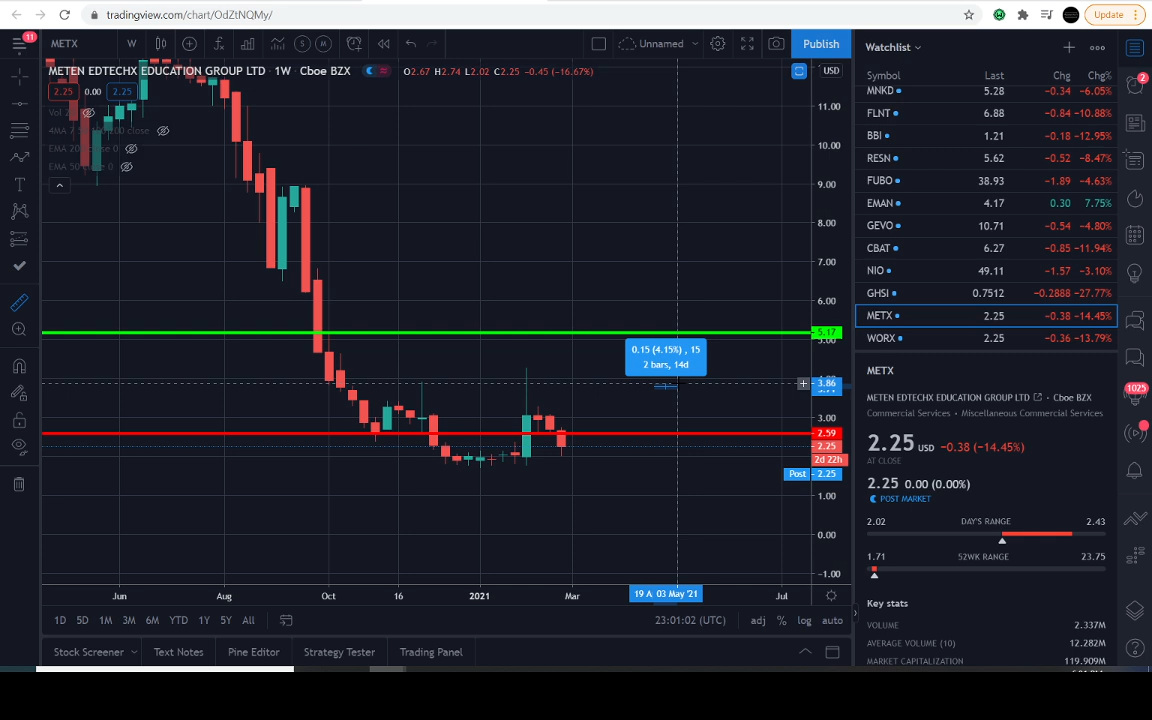 tradingview.com/chart/OdZtNQMy/
Update
11
METX
W
S
M
Unnamed
Publish
METEN EDTECHX EDUCATION GROUP LTD · 1W · Cboe BZX
O2.67 H2.74 L2.02 C2.25 -0.45 (-16.67%)
USD
2.25 0.00 2.25
EMA 20 close 0
EMA 50 close 0
11.00
10.00
9.00
8.00
7.00
6.00
5.17
5.00
0.15 (4.15%) , 15
2 bars, 14d
3.86
3.00
2.59
2.25
2d 22h
Post 2.25
1.00
0.00
-1.00
Jun
Aug
Oct
16
2021
Mar
03 May '21
Jul
1D 5D 1M 3M 6M YTD 1Y 5Y All
23:01:02 (UTC)
adj % log auto
Stock Screener
Text Notes
Pine Editor
Strategy Tester
Trading Panel
Watchlist
Symbol Last Chg Chg%
MNKD 5.28 -0.34 -6.05%
FLNT 6.88 -0.84 -10.88%
BBI 1.21 -0.18 -12.95%
RESN 5.62 -0.52 -8.47%
FUBO 38.93 -1.89 -4.63%
EMAN 4.17 0.30 7.75%
GEVO 10.71 -0.54 -4.80%
CBAT 6.27 -0.85 -11.94%
NIO 49.11 -1.57 -3.10%
GHSI 0.7512 -0.2888 -27.77%
METX 2.25 -0.38 -14.45%
WORX 2.25 -0.36 -13.79%
METX
METEN EDTECHX EDUCATION GROUP LTD · Cboe BZX
Commercial Services • Miscellaneous Commercial Services
2.25 USD -0.38 (-14.45%)
AT CLOSE
2.25 0.00 (0.00%)
POST MARKET
2.02 DAY'S RANGE 2.43
1.71 52WK RANGE 23.75
Key stats
VOLUME 2.337M
AVERAGE VOLUME (10) 12.282M
MARKET CAPITALIZATION 119.909M
2
1025